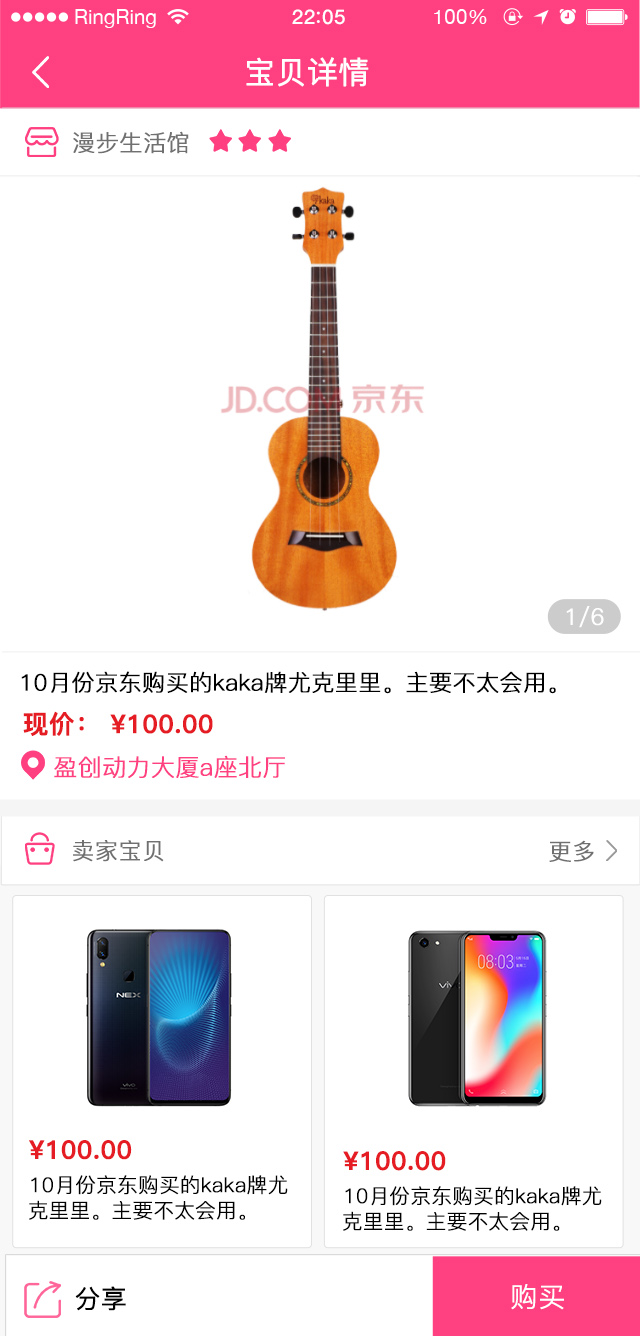 RingRing 22:05 100%
宝贝详情
漫步生活馆
kaka
JD.COM 京东
1/6
10月份京东购买的kaka牌尤克里里。主要不太会用。
现价： ¥100.00
盈创动力大厦a座北厅
卖家宝贝 更多
NEX
vivo
08:03
¥100.00
10月份京东购买的kaka牌尤
克里里。主要不太会用。
¥100.00
10月份京东购买的kaka牌尤
克里里。主要不太会用。
分享 购买